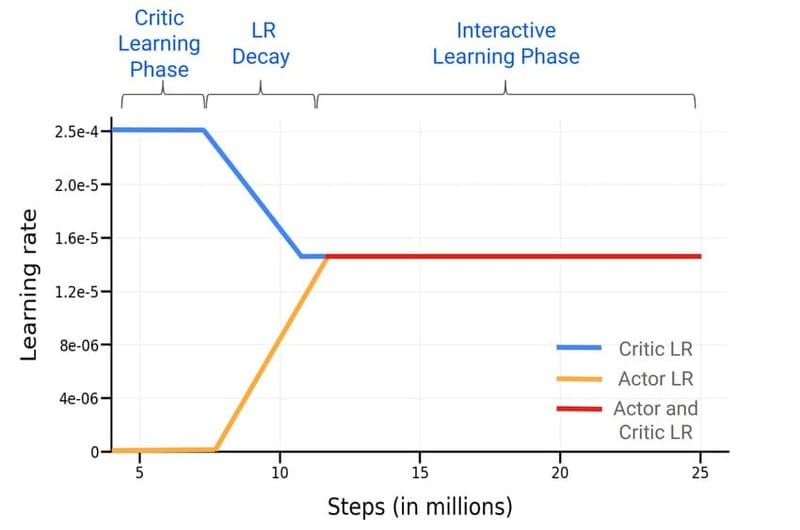 Critic
Learning
Phase
LR
Decay
Interactive
Learning Phase
Learning rate
2.5e-4
2.0e-5
1.6e-5
1.2e-5
8e-06
4e-06
0
5
10
15
20
25
Steps (in millions)
Critic LR
Actor LR
Actor and
Critic LR